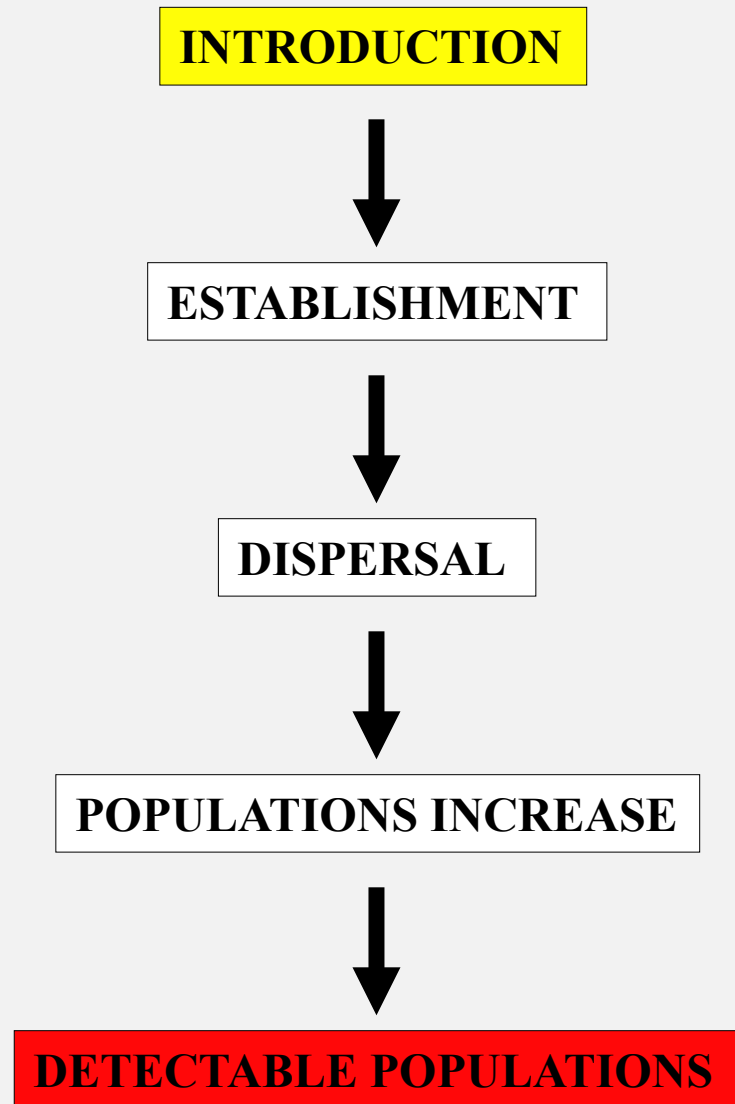 INTRODUCTION
ESTABLISHMENT
DISPERSAL
POPULATIONS INCREASE
DETECTABLE POPULATIONS